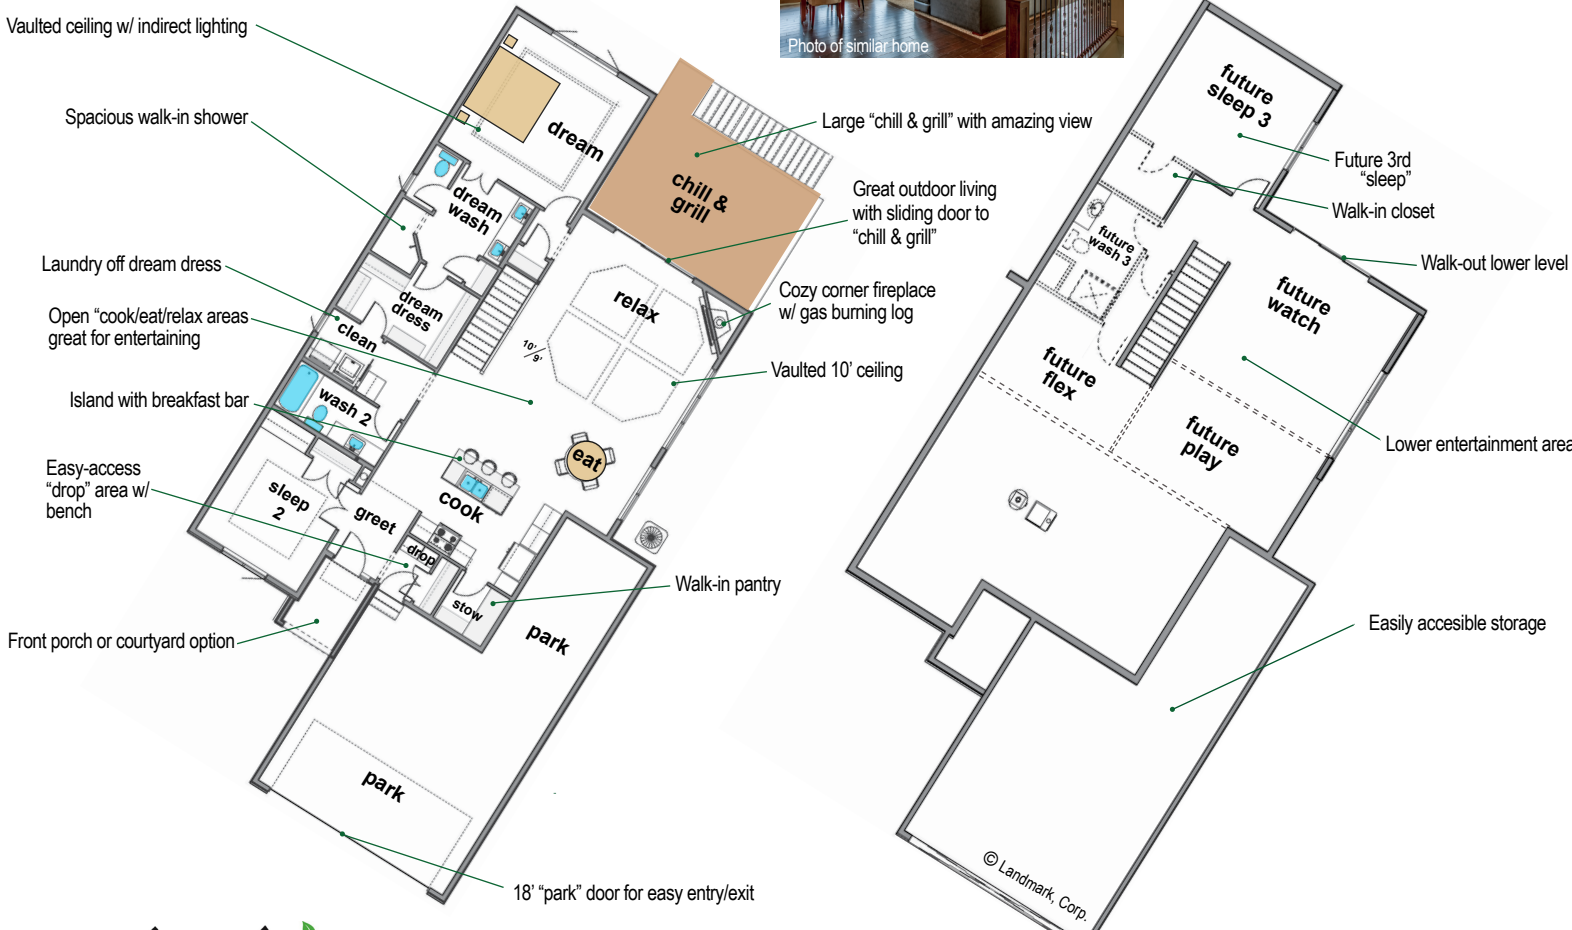 Vaulted ceiling w/ indirect lighting
Spacious walk-in shower
Laundry off dream dress
Open “cook/eat/relax areas
great for entertaining
Island with breakfast bar
Easy-access
“drop” area w/
bench
Front porch or courtyard option
dream
dream
wash
dream
dress
clean
wash 2
sleep
2
greet
drop
stow
cook
eat
relax
10’
9’
chill &
grill
park
park
Photo of similar home
Large “chill & grill” with amazing view
Great outdoor living
with sliding door to
“chill & grill”
Cozy corner fireplace
w/ gas burning log
Vaulted 10’ ceiling
Walk-in pantry
18’ “park” door for easy entry/exit
future
sleep 3
future
wash 3
future
watch
future
flex
future
play
Future 3rd
“sleep”
Walk-in closet
Walk-out lower level
Lower entertainment area
Easily accesible storage
© Landmark, Corp.